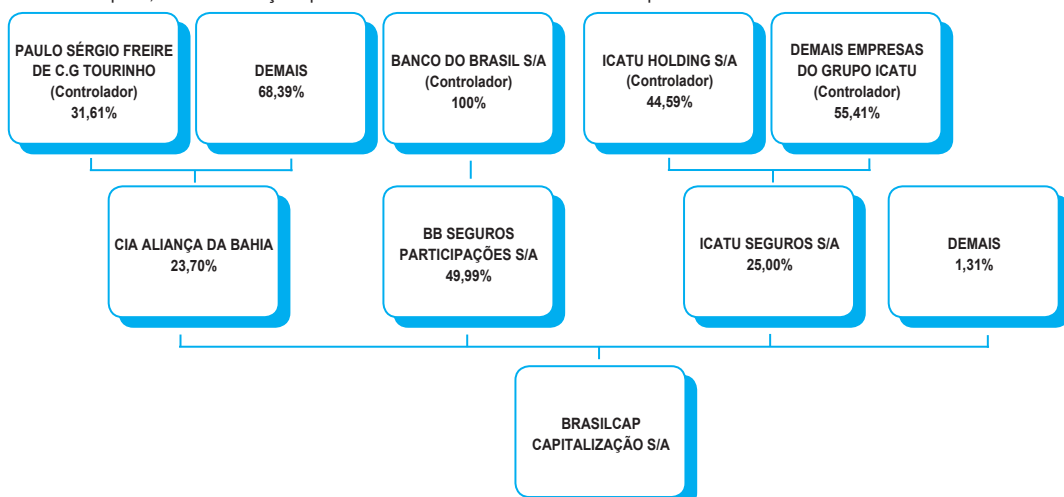 PAULO SÉRGIO FREIRE
DE C.G TOURINHO
(Controlador)
31,61%
DEMAIS
68,39%
BANCO DO BRASIL S/A
(Controlador)
100%
ICATU HOLDING S/A
(Controlador)
44,59%
DEMAIS EMPRESAS
DO GRUPO ICATU
(Controlador)
55,41%
CIA ALIANÇA DA BAHIA
23,70%
BB SEGUROS
PARTICIPAÇÕES S/A
49,99%
ICATU SEGUROS S/A
25,00%
DEMAIS
1,31%
BRASILCAP
CAPITALIZAÇÃO S/A